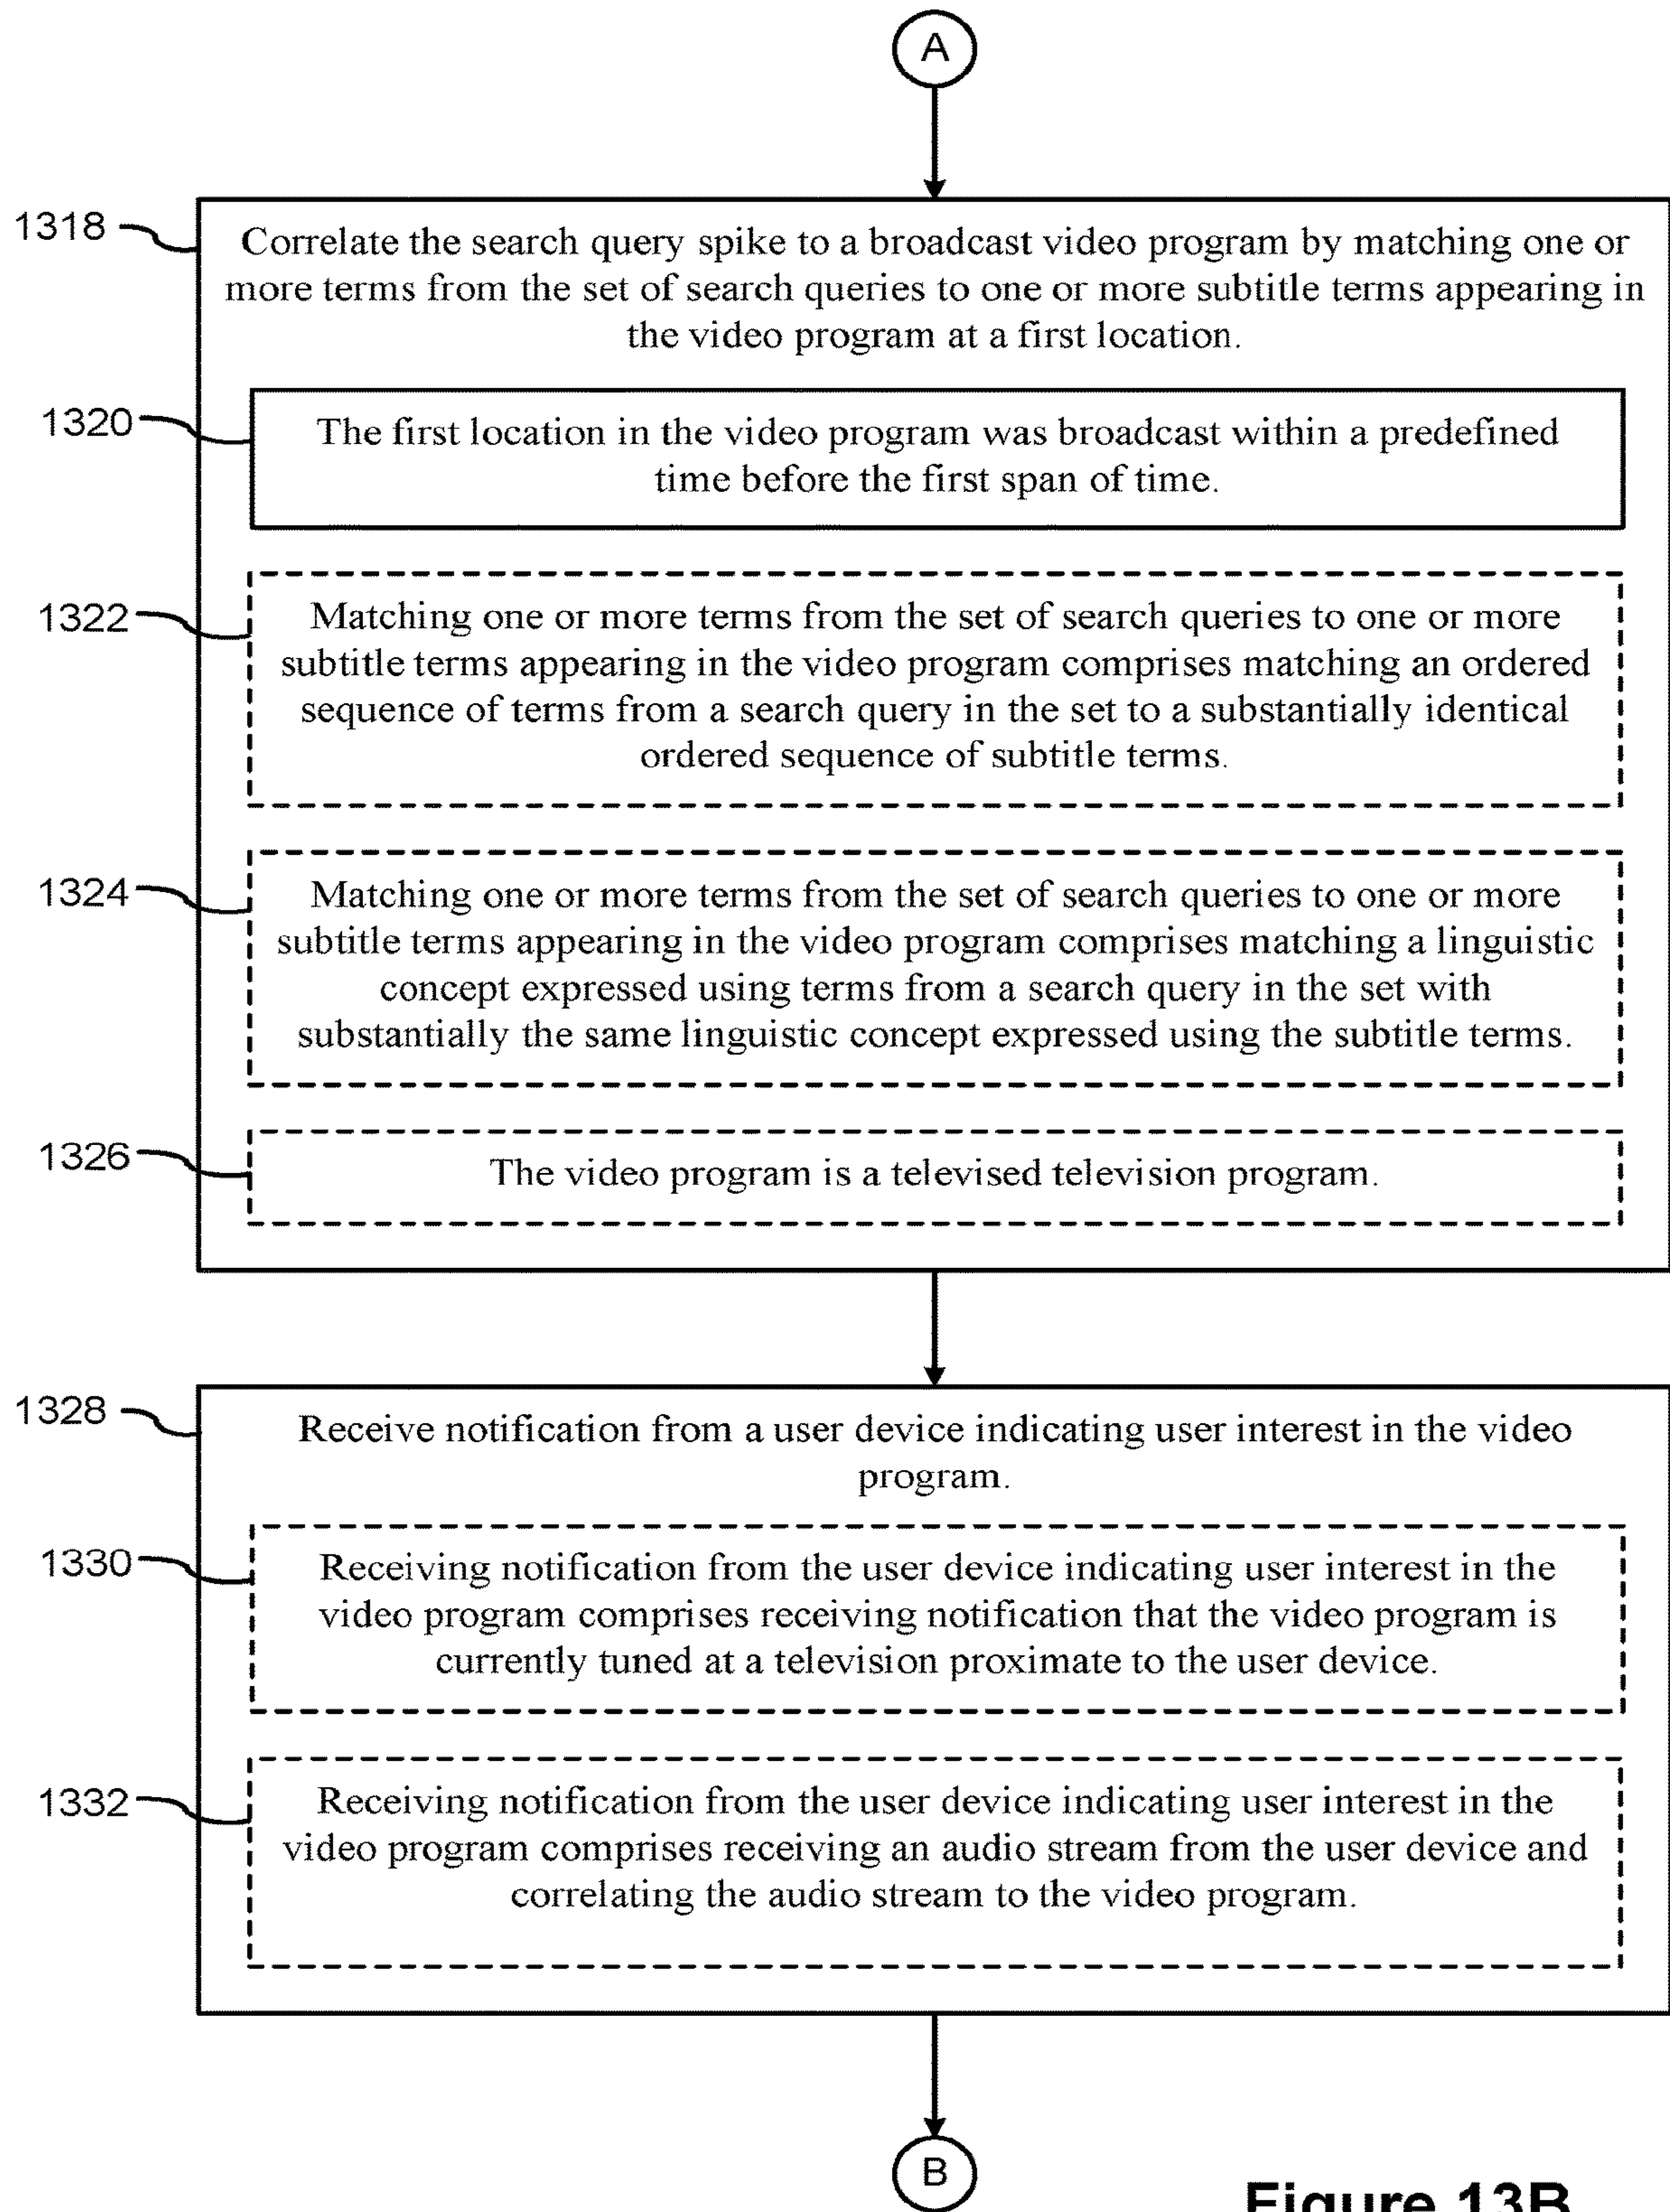 A
1318
Correlate the search query spike to a broadcast video program by matching one or
more terms from the set of search queries to one or more subtitle terms appearing in
the video program at a first location.
1320
The first location in the video program was broadcast within a predefined
time before the first span of time.
1322
Matching one or more terms from the set of search queries to one or more
subtitle terms appearing in the video program comprises matching an ordered
sequence of terms from a search query in the set to a substantially identical
ordered sequence of subtitle terms.
1324
Matching one or more terms from the set of search queries to one or more
subtitle terms appearing in the video program comprises matching a linguistic
concept expressed using terms from a search query in the set with
substantially the same linguistic concept expressed using the subtitle terms.
1326
The video program is a televised television program.
1328
Receive notification from a user device indicating user interest in the video
program.
1330
Receiving notification from the user device indicating user interest in the
video program comprises receiving notification that the video program is
currently tuned at a television proximate to the user device.
1332
Receiving notification from the user device indicating user interest in the
video program comprises receiving an audio stream from the user device and
correlating the audio stream to the video program.
B
Figure 13B